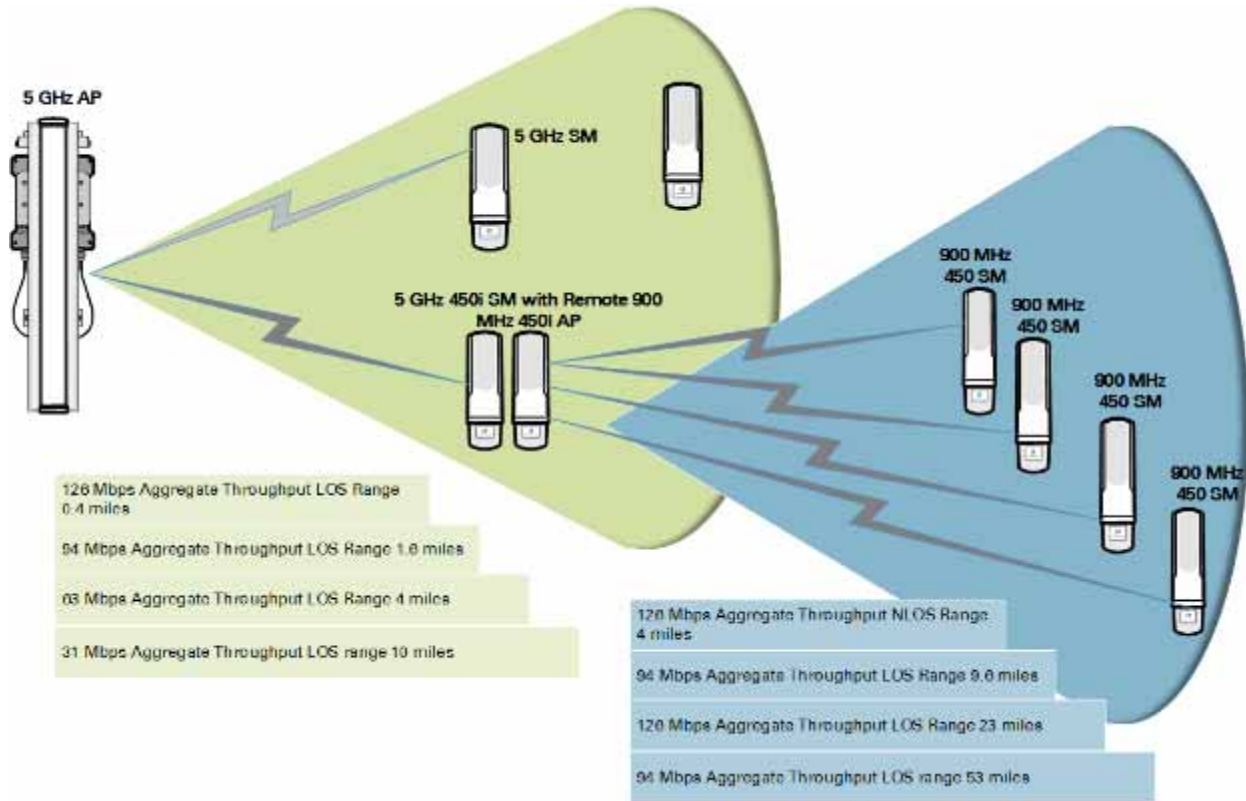 5 GHz AP
5 GHz SM
5 GHz 450i SM with Remote 900
MHz 450i AP
900 MHz
450 SM
900 MHz
450 SM
900 MHz
450 SM
900 MHz
450 SM
126 Mbps Aggregate Throughput LOS Range
0.4 miles
94 Mbps Aggregate Throughput LOS Range miles
63 Mbps Aggregate Throughput LOS Range 4 miles
31 Mbps Aggregate Throughput LOS range 10 miles
126 Mbps Aggregate Throughput NLOS Range
4 miles
94 Mbps Aggregate Throughput LOS Range miles
126 Mbps Aggregate Throughput LOS Range 23 miles
94 Mbps Aggregate Throughput LOS range 53 miles